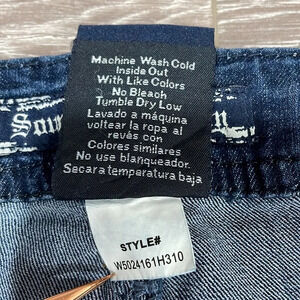 Machine Wash Cold
Inside Out
With Like Colors
No Bleach
Tumble Dry Low
Lavado a máquina
voltear la ropa al
revés con
Colores similares
No use blanqueador.
Secara temperatura baja
STYLE#
W5024161H310